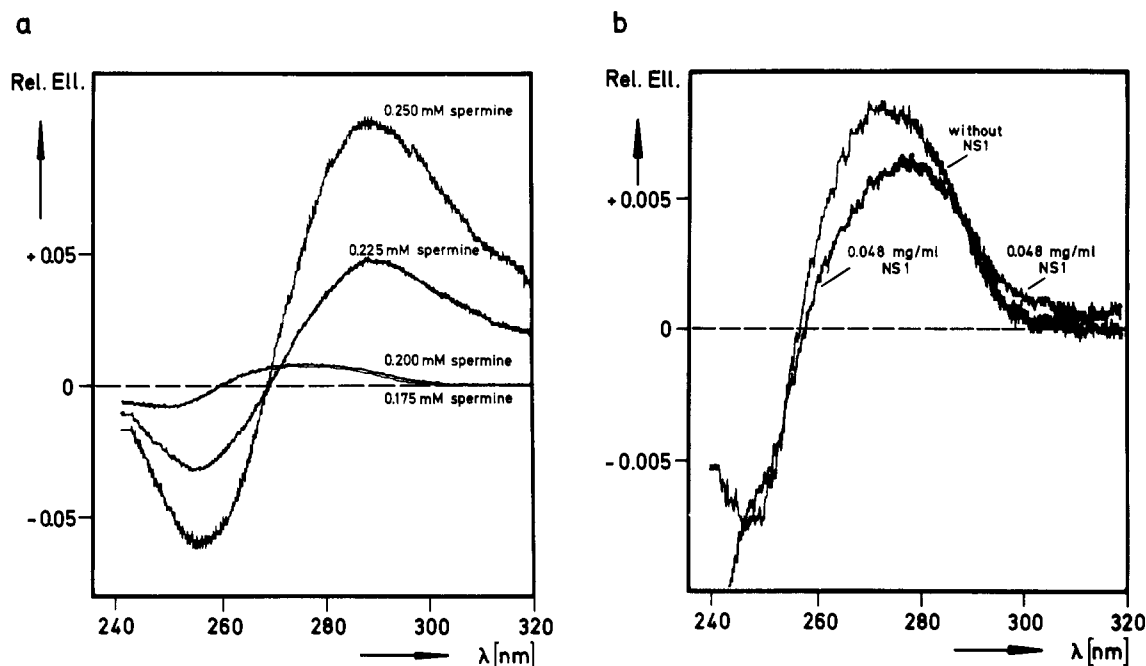 a
Rel. Ell.
+0.05
0
-0.05
0.250 mM spermine
0.225 mM spermine
0.200 mM spermine
0.175 mM spermine
240 260 280 300 320
λ [nm]
b
Rel. Ell.
+0.005
0
-0.005
without
NS1
0.048 mg/ml
NS1
0.048 mg/ml
NS1
240 260 280 300 320
λ [nm]